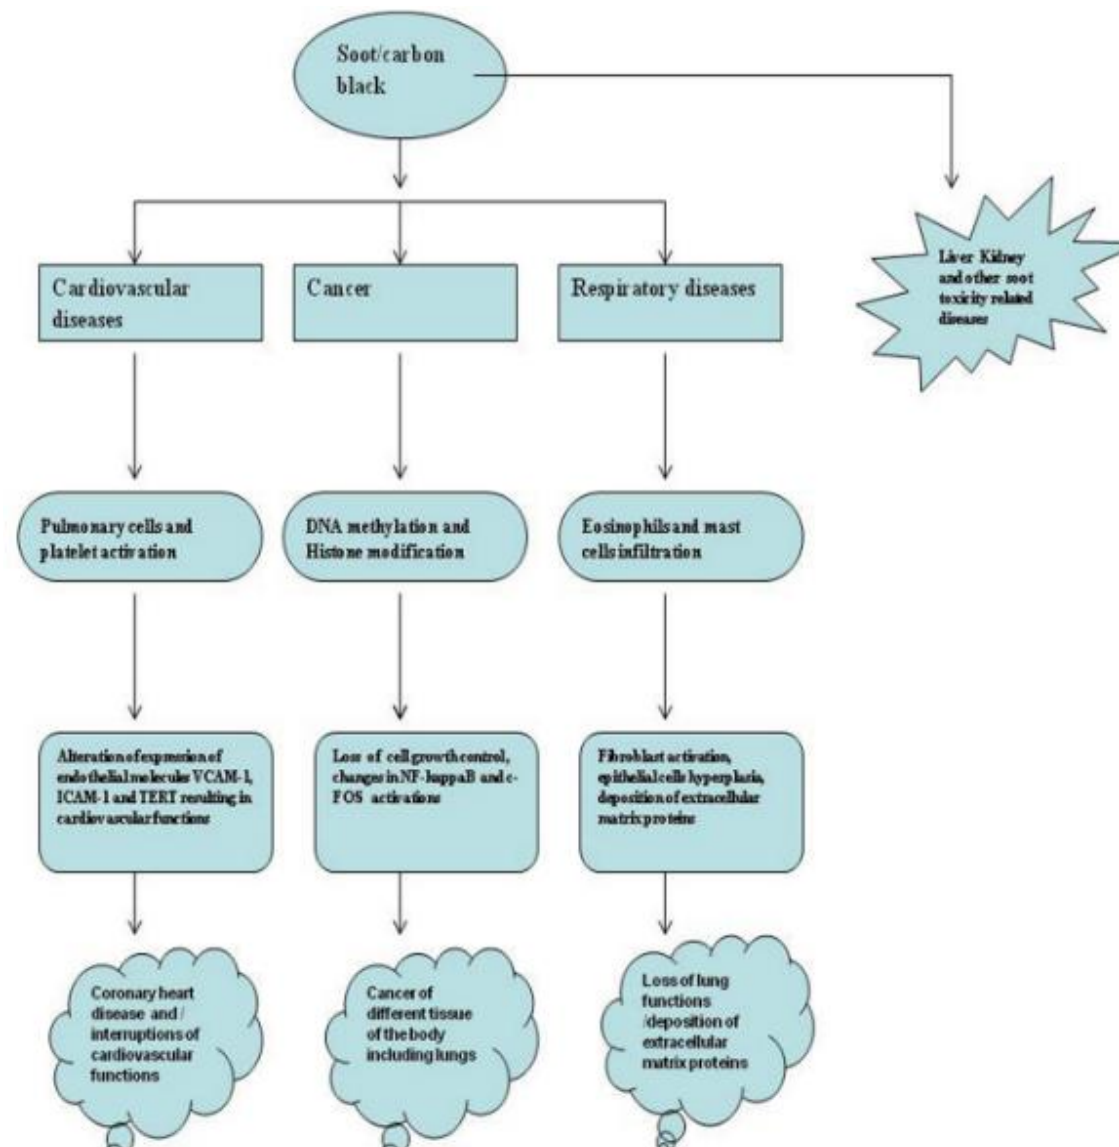 Soot/carbon
black
Liver Kidney
and other soot
toxicity related
diseases
Cardiovascular
diseases
Cancer
Respiratory diseases
Pulmonary cells and
platelet activation
DNA methylation and
Histone modification
Eosinophils and mast
cells infiltration
Alteration of expression of
endothelial molecules VCAM-1,
ICAM-1 and TERT resulting in
cardiovascular functions
Loss of cell growth control,
changes in NF-kappaB and c-
FOS activations
Fibroblast activation,
epithelial cells hyperplasia,
deposition of extracellular
matrix proteins
Coronary heart
disease and /
interruptions of
cardiovascular
functions
Cancer of
different tissue
of the body
including lungs
Loss of lung
functions
/deposition of
extracellular
matrix proteins